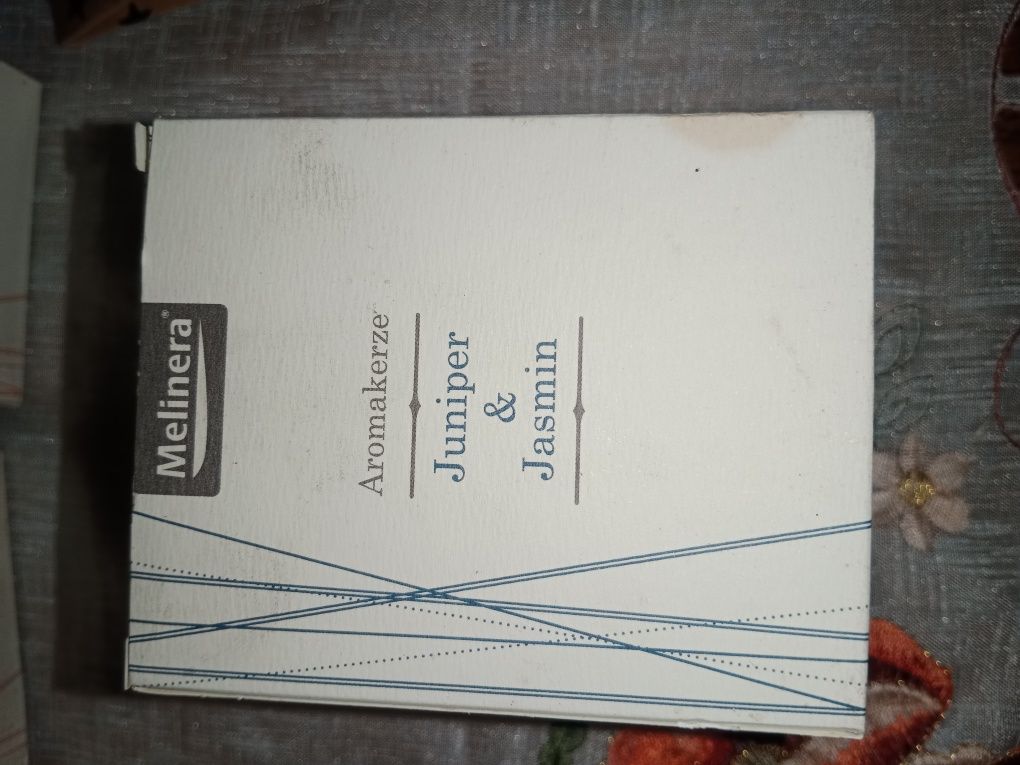 Melinera®
Aromakerze
Juniper
&
Jasmin